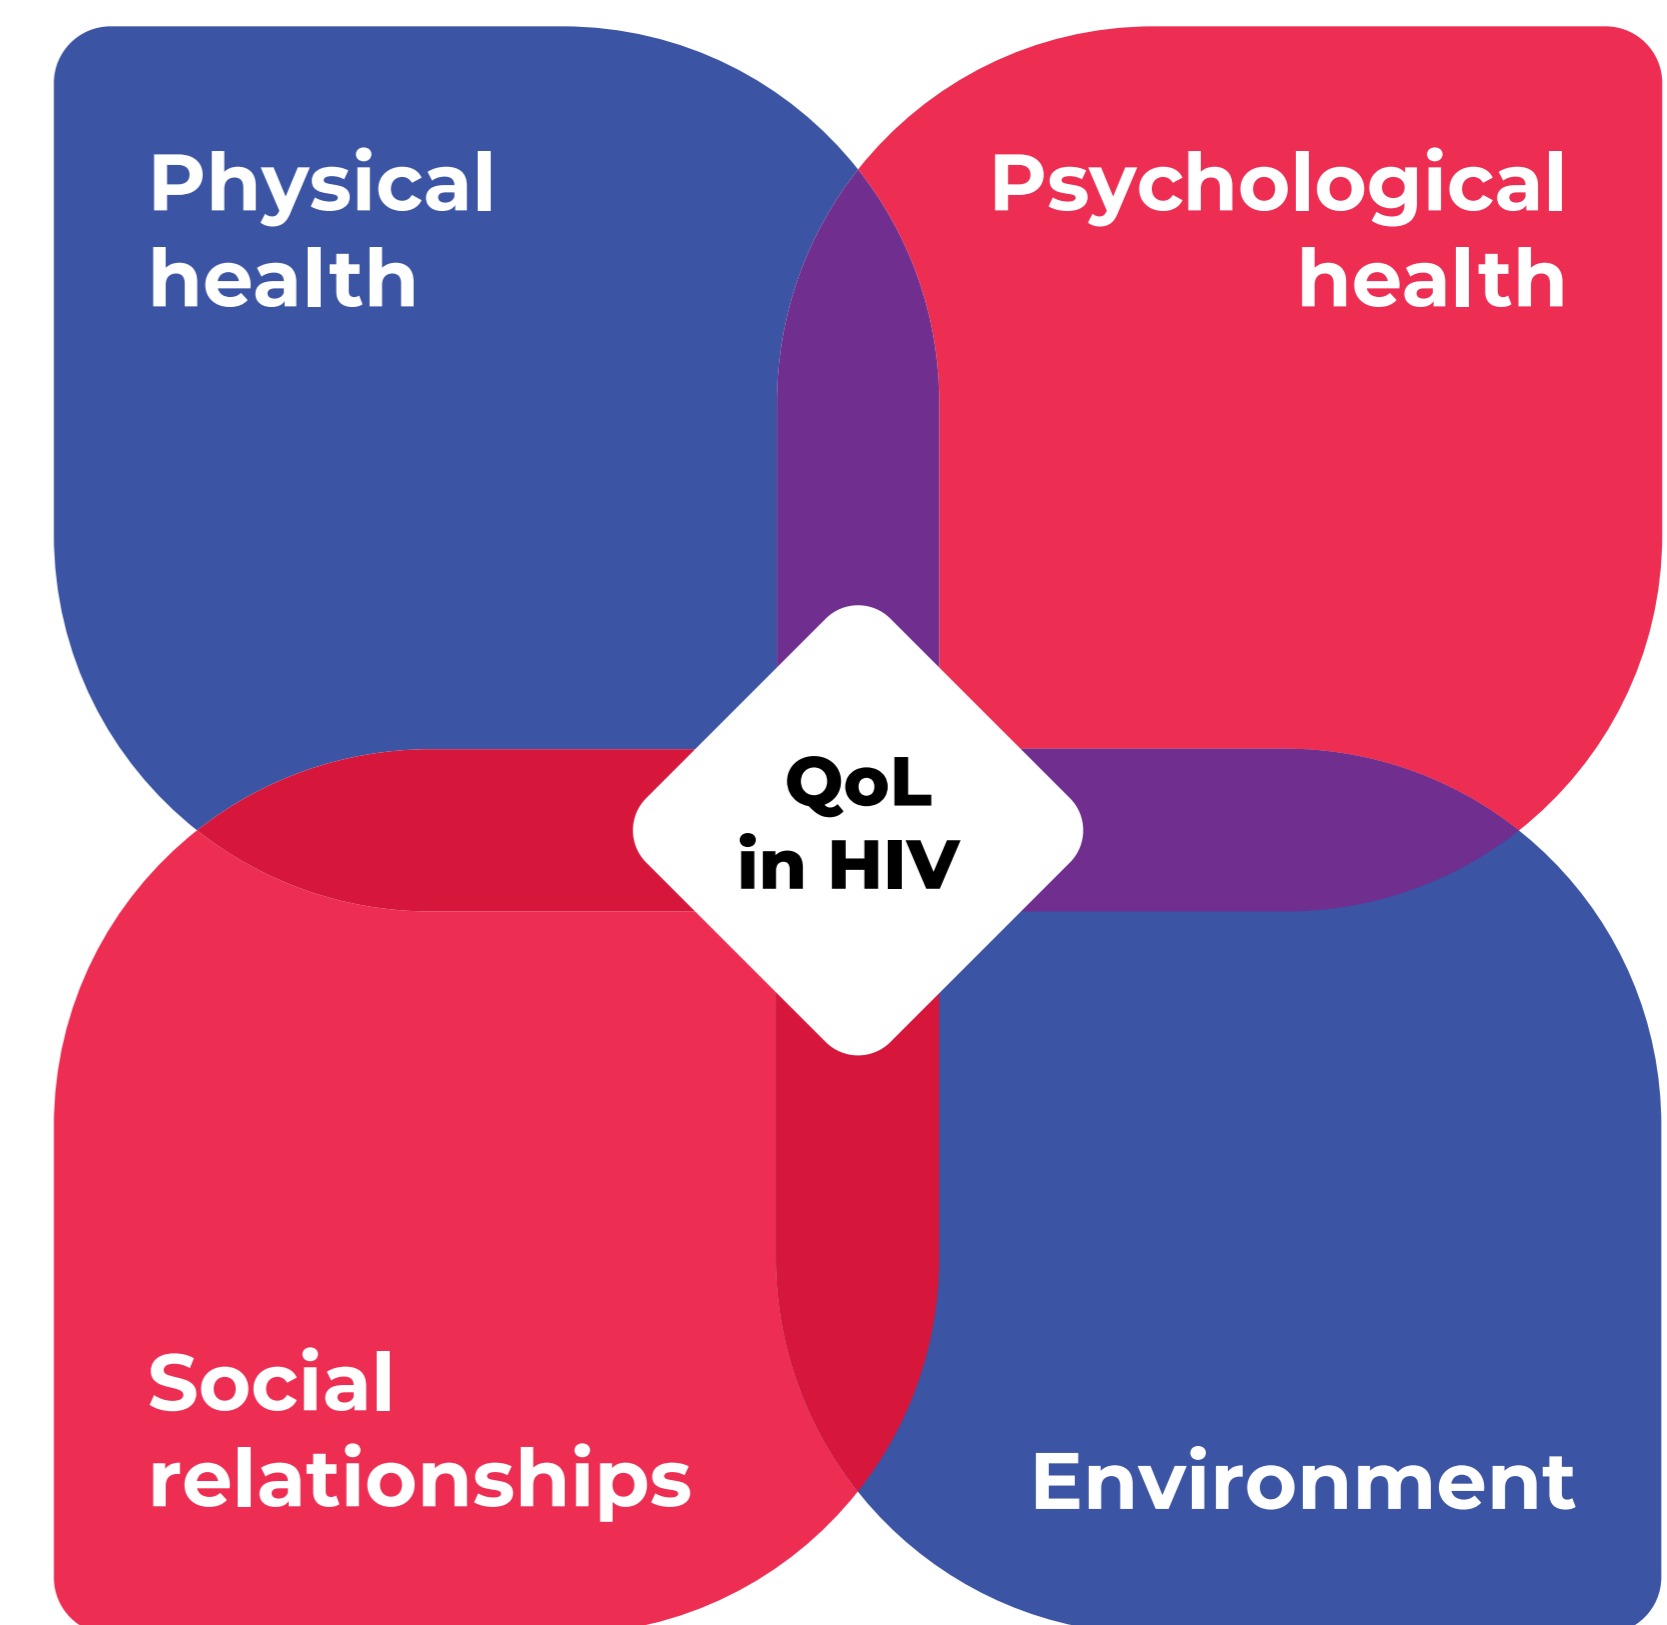 Physical
health
Psychological
health
QoL
in HIV
Social
relationships
Environment